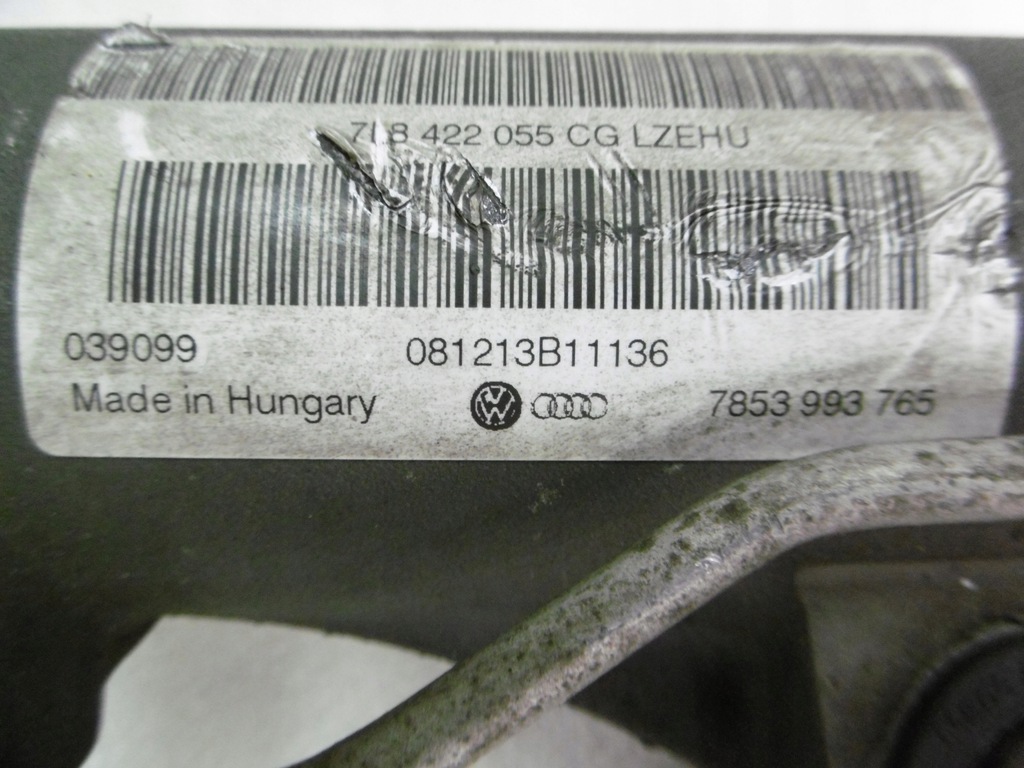 422 055 CG LZEHU
039099
081213B11136
Made in Hungary
7853 993 765